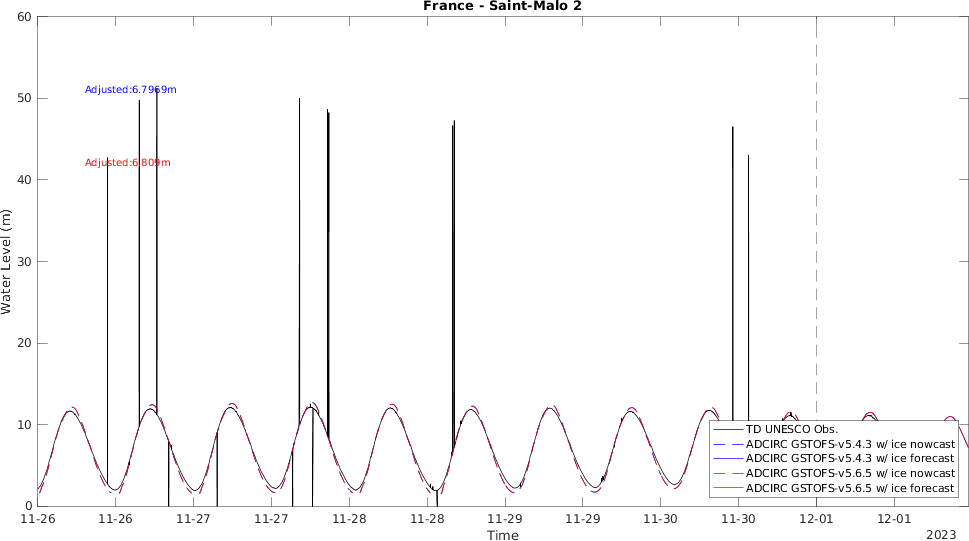 France - Saint-Malo 2
60
50
40
30
20
10
0
Water Level (m)
Adjusted:6.7969m
Adjusted:6.809m
TD UNESCO Obs.
ADCIRC GSTOFS-v5.4.3 w/ ice nowcast
ADCIRC GSTOFS-v5.4.3 w/ ice forecast
ADCIRC GSTOFS-v5.6.5 w/ ice nowcast
ADCIRC GSTOFS-v5.6.5 w/ ice forecast
11-26 11-26 11-27 11-27 11-28 11-28 11-29 11-29 11-30 11-30 12-01 12-01
Time
2023